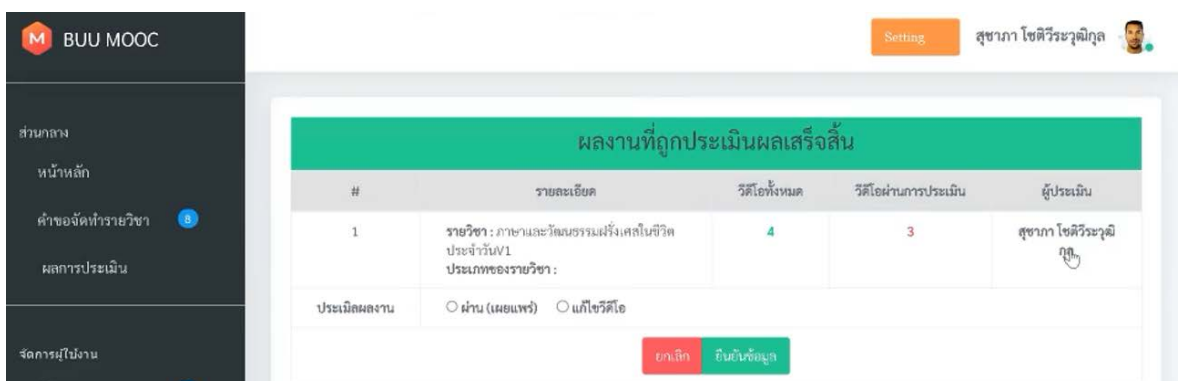 BUU MOOC
Setting
สุชาภา โชติวีระวุฒิกุล
ส่วนกลาง
หน้าหลัก
คำขอจัดทำรายวิชา 8
ผลการประเมิน
จัดการผู้ใช้งาน
ผลงานที่ถูกประเมินผลเสร็จสิ้น
# รายละเอียด วีดีโอทั้งหมด วีดีโอผ่านการประเมิน ผู้ประเมิน
1 รายวิชา : ภาษาและวัฒนธรรมฝรั่งเศสในชีวิต 4 3 สุชาภา โชติวีระวุฒิ
ประจำวันV1 กุล
ประเภทของรายวิชา :
ประเมิลผลงาน ผ่าน (เผยแพร่) แก้ไขวีดีโอ
ยกเลิก ยืนยันข้อมูล